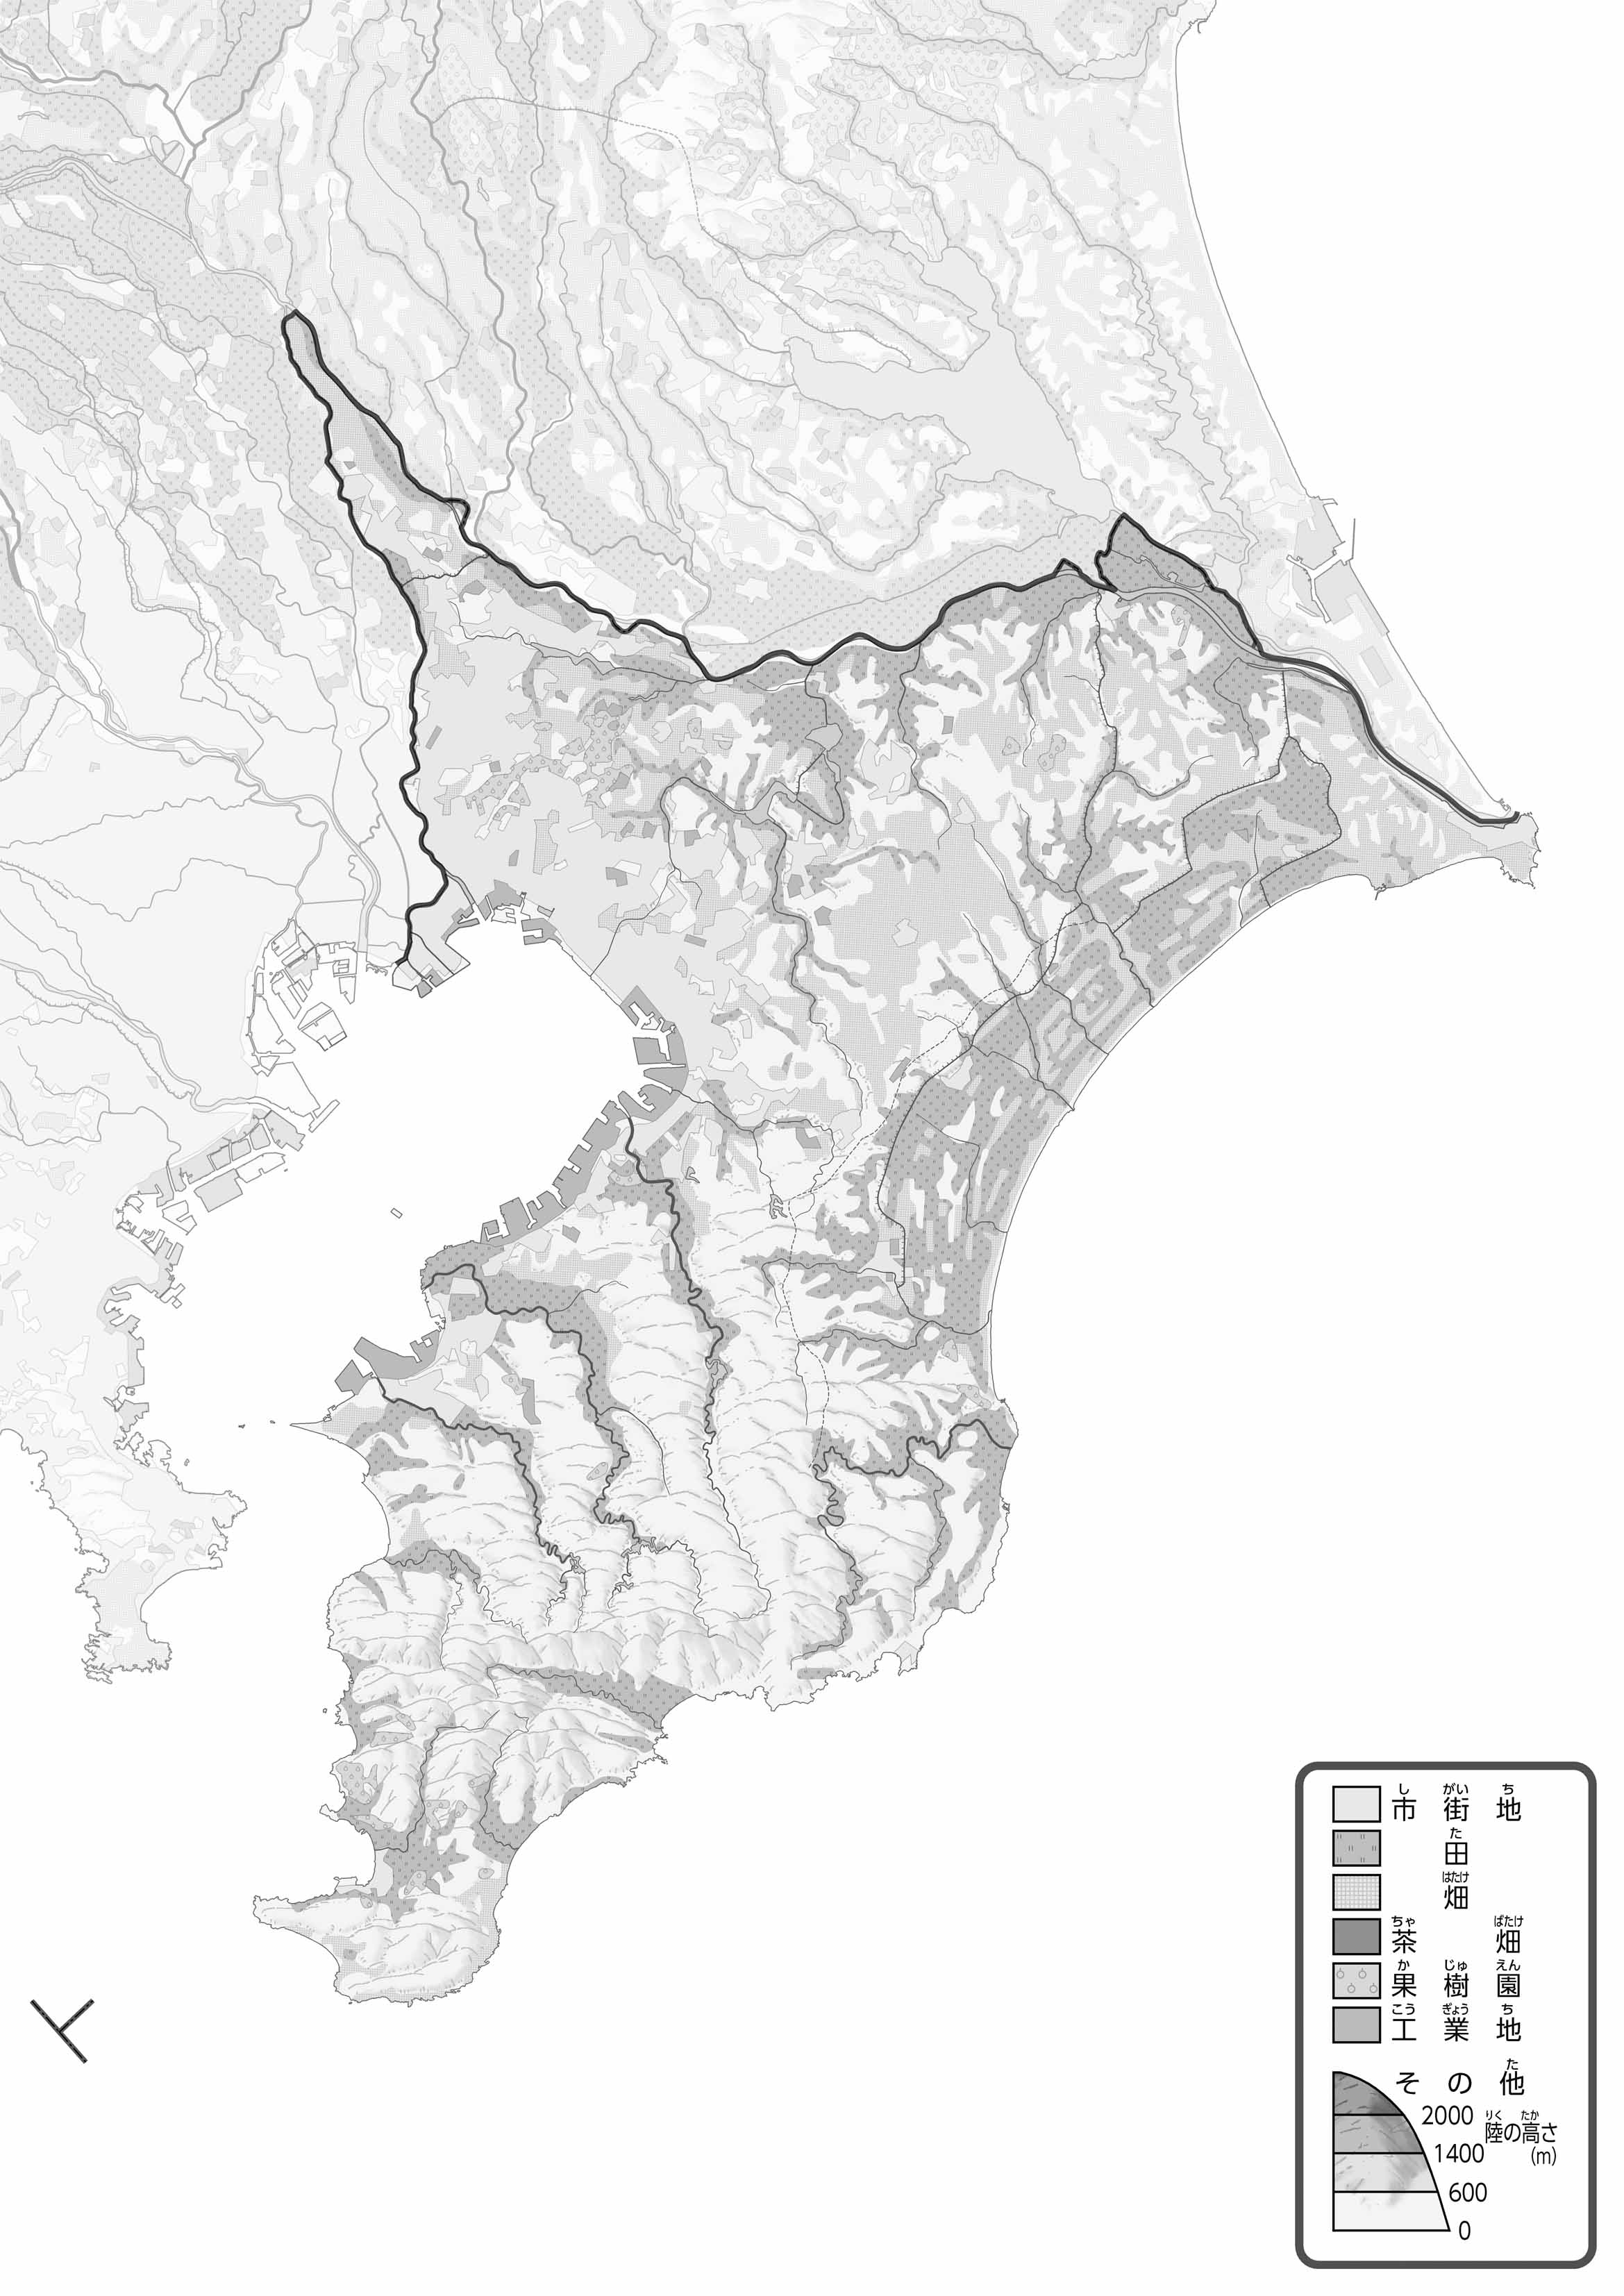 市街地
しがいち
田
た
畑
はたけ
茶畑
ちゃばたけ
果樹園
かじゅえん
工業地
こうぎょうち
その他
た
2000
陸の高さ
りくたか
(m)
1400
600
0